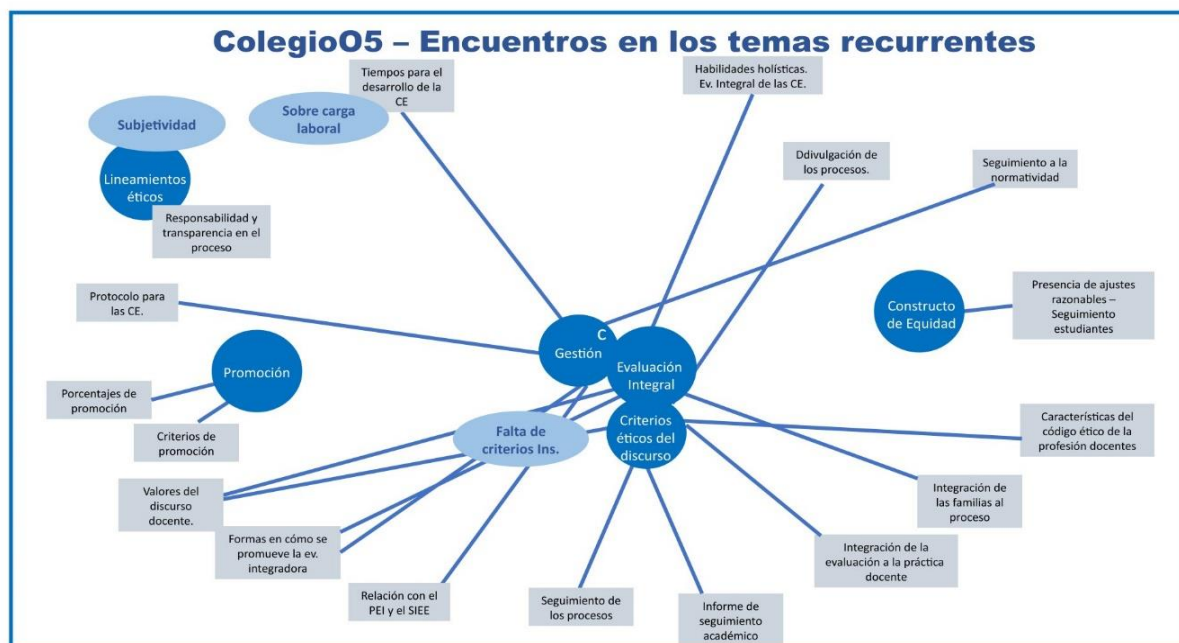 ColegioO5 – Encuentros en los temas recurrentes
Tiempos para el
desarrollo de la
CE
Habilidades holísticas.
Ev. Integral de las CE.
Subjetividad
Sobre carga
laboral
Lineamientos
éticos
Responsabilidad y
transparencia en el
proceso
Ddivulgación de
los procesos.
Seguimiento a la
normatividad
Protocolo para
las CE.
C
Gestión
Evaluación
Integral
Constructo
de Equidad
Presencia de ajustes
razonables –
Seguimiento
estudiantes
Promoción
Porcentajes de
promoción
Criterios de
promoción
Falta de
criterios Ins.
Criterios
éticos del
discurso
Características del
código ético de la
profesión docentes
Valores del
discurso
docente.
Formas en cómo se
promueve la ev.
integradora
Integración de
las familias al
proceso
Integración de la
evaluación a la práctica
docente
Relación con el
PEI y el SIEE
Seguimiento de
los procesos
Informe de
seguimiento
académico